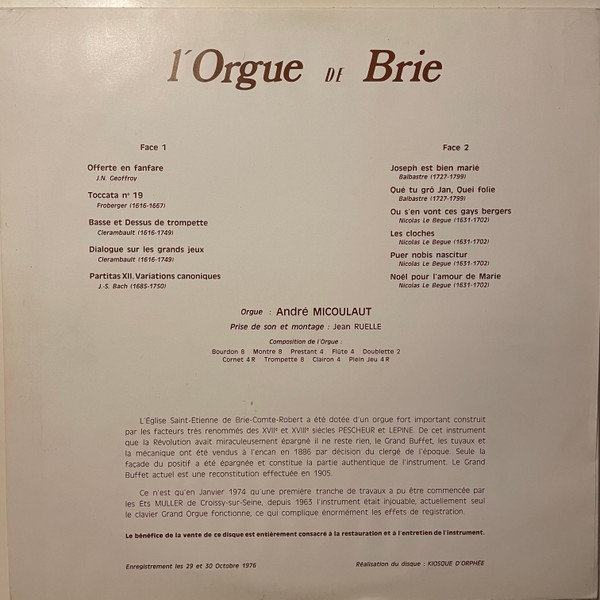 l'Orgue DE Brie
Face 1
Offerte en fanfare
J.N. Geoffroy
Toccata n° 19
Froberger (1616-1667)
Basse et Dessus de trompette
Clerambault (1616-1749)
Dialogue sur les grands jeux
Clerambault (1616-1749)
Partitas XII. Variations canoniques
J.-S. Bach (1685-1750)
Face 2
Joseph est bien marié
Balbastre (1727-1799)
Qué tu grô Jan, Quei folie
Balbastre (1727-1799)
Ou s'en vont ces gays bergers
Nicolas Le Begue (1631-1702)
Les cloches
Nicolas Le Begue (1631-1702)
Puer nobis nascitur
Nicolas Le Begue (1631-1702)
Noël pour l'amour de Marie
Nicolas Le Begue (1631-1702)
Orgue : André MICOULAUT
Prise de son et montage : Jean RUELLE
Composition de l'Orgue :
Bourdon 8 Montre 8 Prestant 4 Flûte 4 Doublette 2
Cornet 4 R Trompette 8 Clairon 4 Plein Jeu 4 R
L'Église Saint-Étienne de Brie-Comte-Robert a été dotée d'un orgue fort important construit
par les facteurs très renommés des XVIIe et XVIIIe siècles PESCHEUR et LEPINE. De cet instrument
que la Révolution avait miraculeusement épargné il ne reste rien, le Grand Buffet, les tuyaux et
la mécanique ont été vendus à l'encan en 1886 par décision du clergé de l'époque. Seule la
façade du positif a été épargnée et constitue la partie authentique de l'instrument. Le Grand
Buffet actuel est une reconstitution effectuée en 1905.
Ce n'est qu'en Janvier 1974 qu'une première tranche de travaux a pu être commencée par
les Éts MULLER de Croissy-sur-Seine, depuis 1963 l'instrument était injouable, actuellement seul
le clavier Grand Orgue fonctionne, ce qui complique énormément les effets de registration.
Le bénéfice de la vente de ce disque est entièrement consacré à la restauration et à l'entretien de l'instrument.
Enregistrement les 29 et 30 Octobre 1976
Réalisation du disque : KIOSQUE D'ORPHÉE